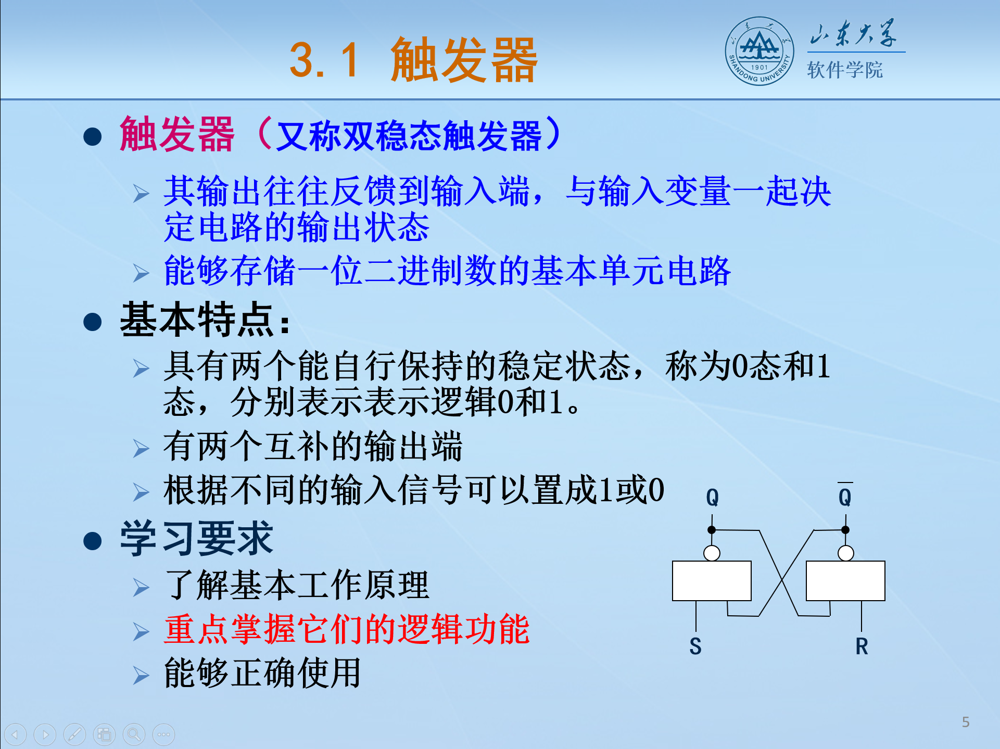 3.1 触发器
山东大学
软件学院
SHANDONG UNIVERSITY
1901
触发器（又称双稳态触发器）
其输出往往反馈到输入端，与输入变量一起决
定电路的输出状态
能够存储一位二进制数的基本单元电路
基本特点：
具有两个能自行保持的稳定状态，称为0态和1
态，分别表示表示逻辑0和1。
有两个互补的输出端
根据不同的输入信号可以置成1或0
Q
Q̅
学习要求
了解基本工作原理
重点掌握它们的逻辑功能
能够正确使用
S
R
5